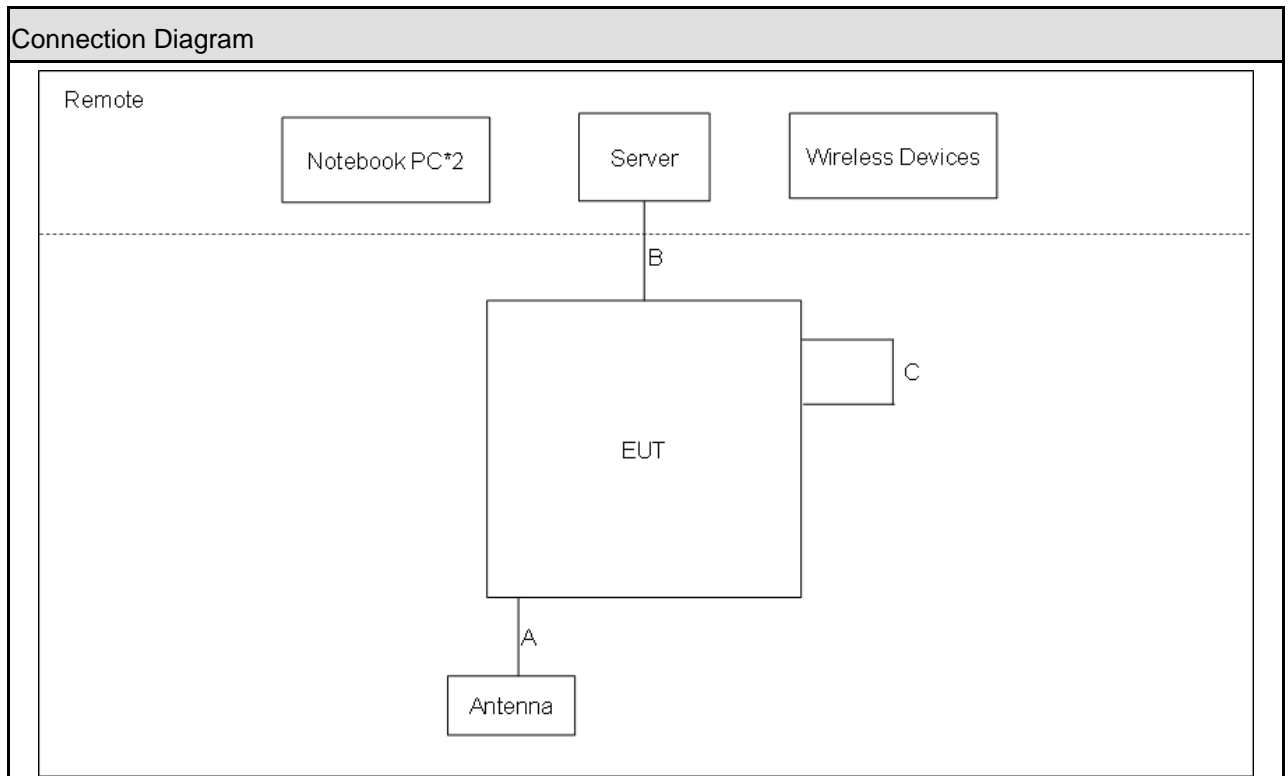 Connection Diagram
Remote
Notebook PC*2
Server
Wireless Devices
B
C
EUT
A
Antenna